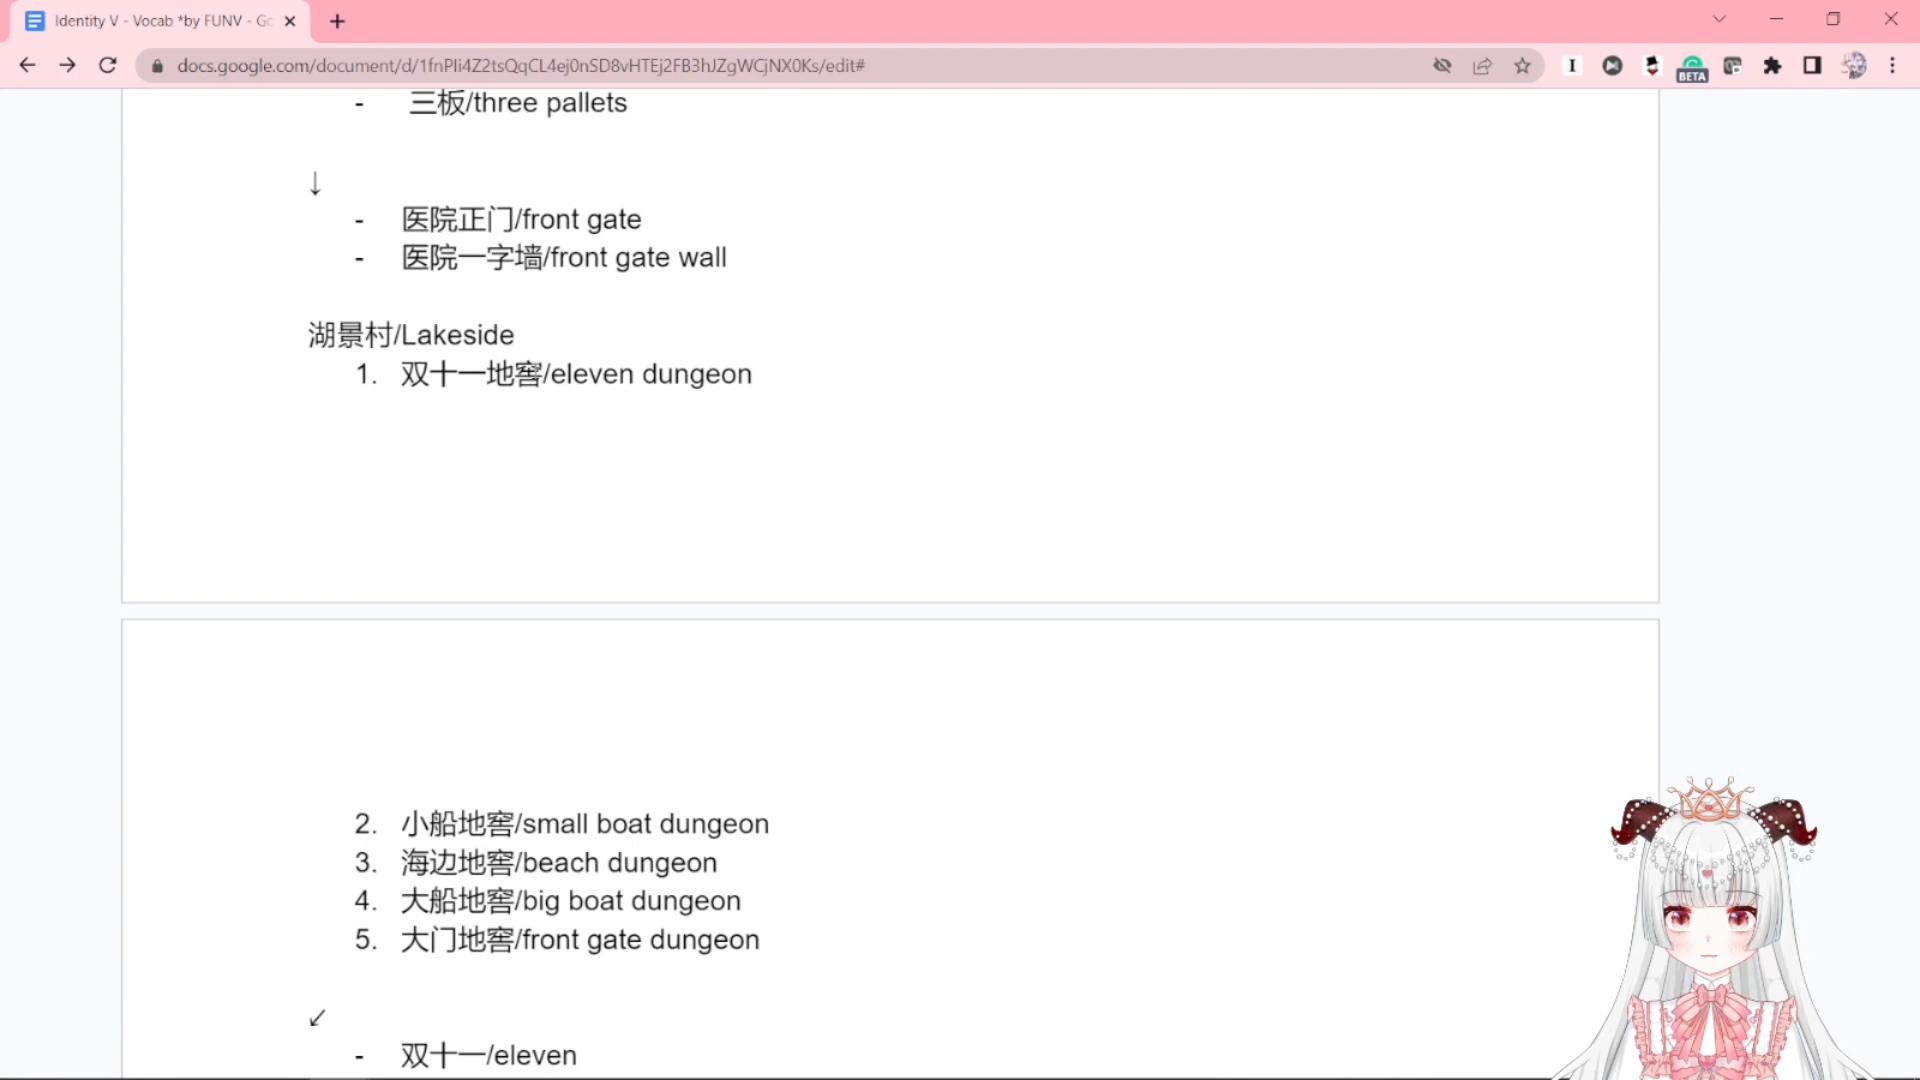 Identity V - Vocab *by FUNV - Go
docs.google.com/document/d/1fnPIi4Z2tsQqCL4ej0nSD8vHTEj2FB3hJZgWCjNX0Ks/edit#
BETA
- 三板/three pallets
↓
- 医院正门/front gate
- 医院一字墙/front gate wall
湖景村/Lakeside
1. 双十一地窖/eleven dungeon
2. 小船地窖/small boat dungeon
3. 海边地窖/beach dungeon
4. 大船地窖/big boat dungeon
5. 大门地窖/front gate dungeon
↙
- 双十一/eleven